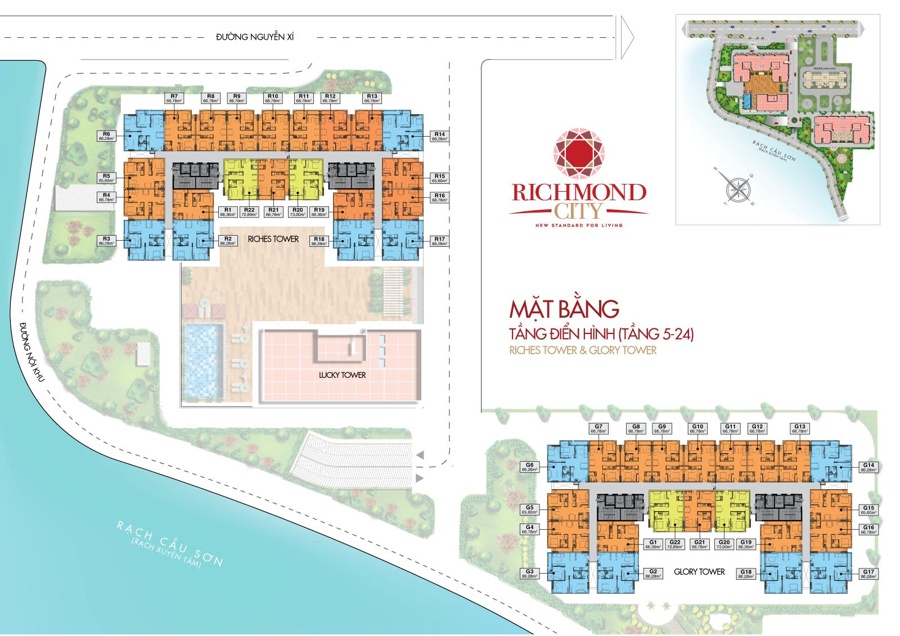 ĐƯỜNG NGUYỄN XÍ
R7
66,78m²
R8
66,78m²
R9
66,78m²
R10
66,78m²
R11
66,78m²
R12
66,78m²
R13
66,78m²
R6
86,28m²
R14
86,28m²
R5
65,60m²
R15
65,60m²
R4
66,78m²
R16
66,78m²
R1
66,36m²
R22
72,89m²
R21
66,78m²
R20
73,00m²
R19
66,36m²
R3
86,28m²
R2
86,28m²
RICHES TOWER
R18
86,28m²
R17
86,28m²
LUCKY TOWER
ĐƯỜNG NỘI KHU
RẠCH CẦU SƠN
(RẠCH XUYÊN TÂM)
RICHMOND
CITY
NEW STANDARD FOR LIVING
RẠCH CẦU SƠN
(RẠCH XUYÊN TÂM)
MẶT BẰNG
TẦNG ĐIỂN HÌNH (TẦNG 5-24)
RICHES TOWER & GLORY TOWER
G7
66,78m²
G8
66,78m²
G9
66,78m²
G10
66,78m²
G11
66,78m²
G12
66,78m²
G13
66,78m²
G6
86,28m²
G14
86,28m²
G5
65,60m²
G15
65,60m²
G4
66,78m²
G16
66,78m²
G1
66,36m²
G22
72,89m²
G21
66,78m²
G20
73,00m²
G19
66,36m²
G3
86,28m²
G2
86,28m²
GLORY TOWER
G18
86,28m²
G17
86,28m²